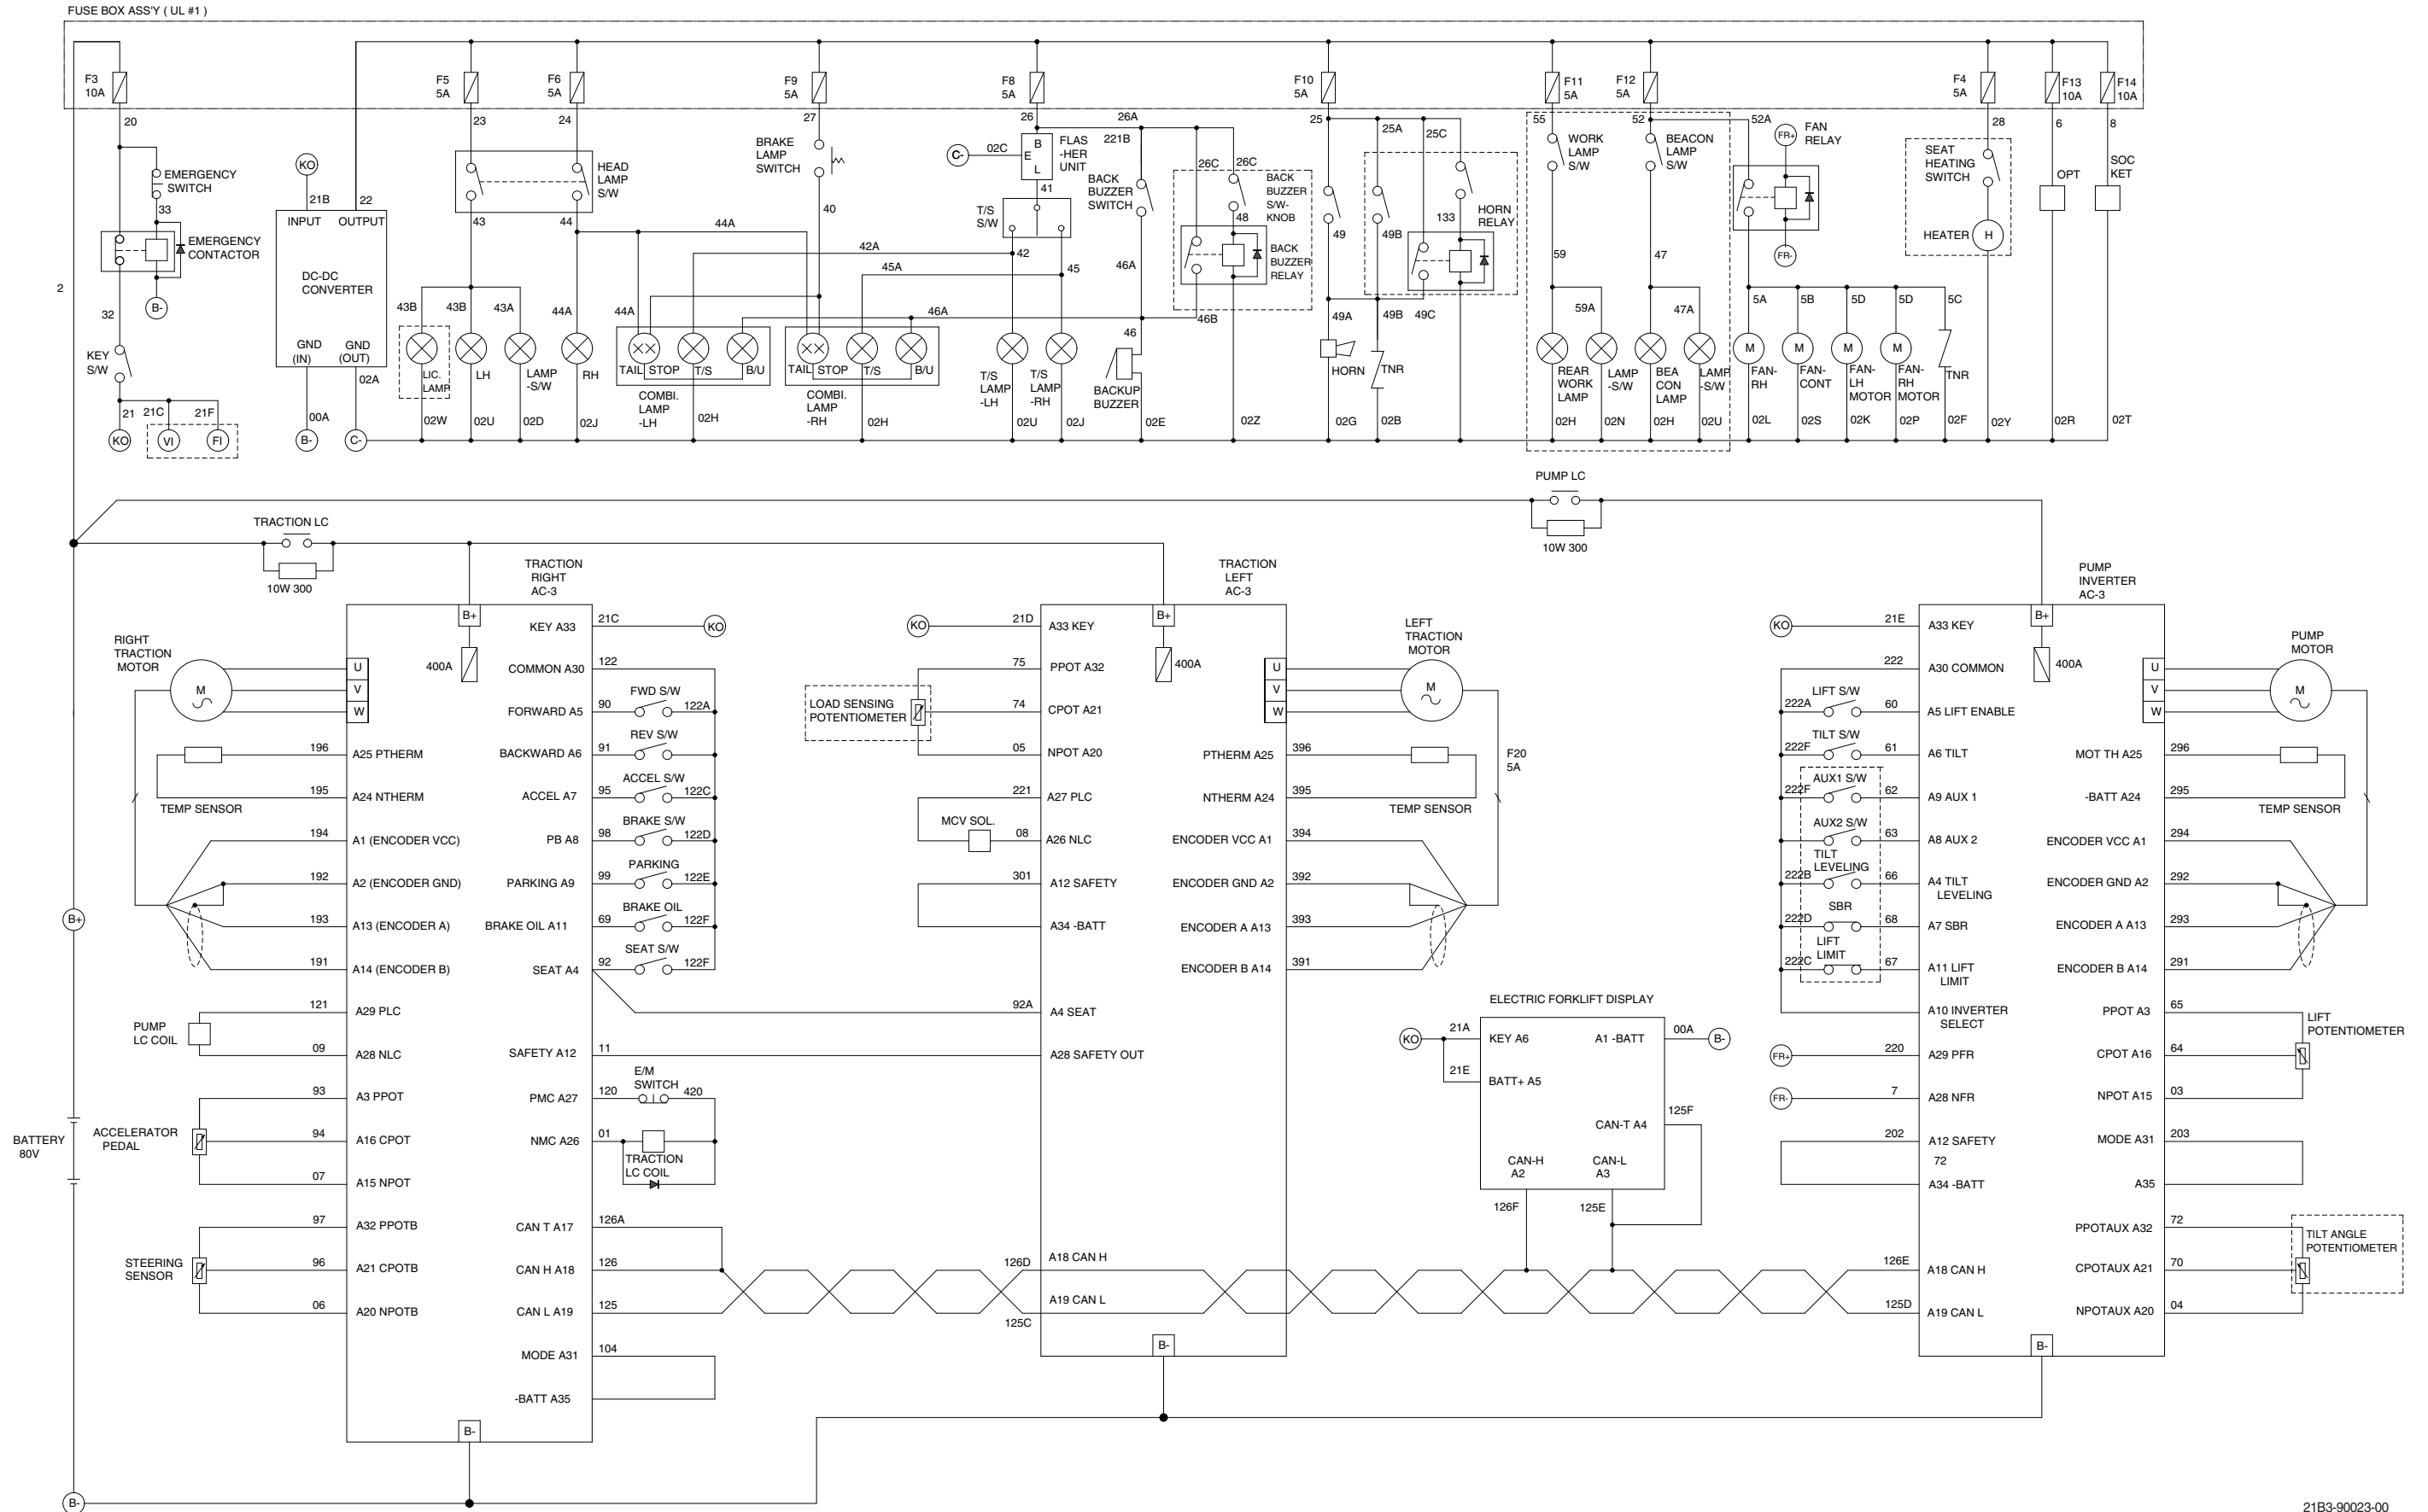 FUSE BOX ASS'Y ( UL #1 )
F3
10A
F5
5A
F6
5A
F9
5A
F8
5A
F10
5A
F11
5A
F12
5A
F4
5A
F13
10A
F14
10A
20
23
24
27
26
26A
25
25A
25C
55
52
52A
28
6
8
EMERGENCY
SWITCH
33
EMERGENCY
CONTACTOR
B-
2
32
KEY
S/W
21
21C
21F
KO
VI
FI
KO
21B
22
INPUT
OUTPUT
DC-DC
CONVERTER
GND
(IN)
GND
(OUT)
02A
00A
B-
C-
HEAD
LAMP
S/W
43
44
44A
43B
43B
43A
44A
LIC.
LAMP
LH
LAMP
-S/W
RH
02W
02U
02D
02J
BRAKE
LAMP
SWITCH
40
44A
42A
45A
46A
TAIL
STOP
T/S
B/U
COMBI.
LAMP
-LH
02H
TAIL
STOP
T/S
B/U
COMBI.
LAMP
-RH
02H
C-
02C
B
E
L
FLAS
-HER
UNIT
41
T/S
S/W
42
45
T/S
LAMP
-LH
T/S
LAMP
-RH
02U
02J
221B
BACK
BUZZER
SWITCH
46A
46
BACKUP
BUZZER
02E
26C
26C
BACK
BUZZER
S/W-
KNOB
48
BACK
BUZZER
RELAY
46B
02Z
49
49B
133
HORN
RELAY
49A
49B
49C
HORN
TNR
02G
02B
WORK
LAMP
S/W
BEACON
LAMP
S/W
59
47
59A
47A
REAR
WORK
LAMP
LAMP
-S/W
BEA
CON
LAMP
LAMP
-S/W
02H
02N
02H
02U
FR+
FAN
RELAY
FR-
5A
5B
5D
5D
5C
M
M
M
M
FAN-
RH
FAN-
CONT
FAN-
LH
MOTOR
FAN-
RH
MOTOR
TNR
02L
02S
02K
02P
02F
SEAT
HEATING
SWITCH
HEATER
H
02Y
OPT
SOC
KET
02R
02T
PUMP LC
10W 300
TRACTION LC
10W 300
TRACTION
RIGHT
AC-3
B+
400A
RIGHT
TRACTION
MOTOR
M
U
V
W
196
A25 PTHERM
195
A24 NTHERM
TEMP SENSOR
194
A1 (ENCODER VCC)
192
A2 (ENCODER GND)
193
A13 (ENCODER A)
191
A14 (ENCODER B)
121
A29 PLC
PUMP
LC COIL
09
A28 NLC
93
A3 PPOT
ACCELERATOR
PEDAL
94
A16 CPOT
07
A15 NPOT
97
A32 PPOTB
STEERING
SENSOR
96
A21 CPOTB
06
A20 NPOTB
B+
BATTERY
80V
B-
KEY A33
21C
KO
COMMON A30
122
FORWARD A5
90
FWD S/W
122A
BACKWARD A6
91
REV S/W
ACCEL A7
95
ACCEL S/W
122C
PB A8
98
BRAKE S/W
122D
PARKING A9
99
PARKING
122E
BRAKE OIL A11
69
BRAKE OIL
122F
SEAT A4
92
SEAT S/W
122F
92A
SAFETY A12
11
PMC A27
120
E/M
SWITCH
420
NMC A26
01
TRACTION
LC COIL
CAN T A17
126A
CAN H A18
126
CAN L A19
125
MODE A31
104
-BATT A35
B-
TRACTION
LEFT
AC-3
B+
400A
KO
21D
A33 KEY
75
PPOT A32
LOAD SENSING
POTENTIOMETER
74
CPOT A21
05
NPOT A20
221
A27 PLC
MCV SOL.
08
A26 NLC
301
A12 SAFETY
A34 -BATT
A4 SEAT
A28 SAFETY OUT
126D
A18 CAN H
A19 CAN L
125C
B-
U
V
W
LEFT
TRACTION
MOTOR
M
PTHERM A25
396
NTHERM A24
395
TEMP SENSOR
F20
5A
ENCODER VCC A1
394
ENCODER GND A2
392
ENCODER A A13
393
ENCODER B A14
391
ELECTRIC FORKLIFT DISPLAY
KO
21A
KEY A6
A1 -BATT
00A
B-
21E
BATT+ A5
125F
CAN-T A4
CAN-H
A2
CAN-L
A3
126F
125E
PUMP
INVERTER
AC-3
B+
400A
KO
21E
A33 KEY
222
A30 COMMON
222A
LIFT S/W
60
A5 LIFT ENABLE
222F
TILT S/W
61
A6 TILT
222F
AUX1 S/W
62
A9 AUX 1
AUX2 S/W
63
A8 AUX 2
222B
TILT
LEVELING
66
A4 TILT
LEVELING
222D
SBR
68
A7 SBR
222C
LIFT
LIMIT
67
A11 LIFT
LIMIT
A10 INVERTER
SELECT
FR+
220
A29 PFR
FR-
7
A28 NFR
202
A12 SAFETY
72
A34 -BATT
126E
A18 CAN H
125D
A19 CAN L
B-
U
V
W
PUMP
MOTOR
M
MOT TH A25
296
-BATT A24
295
TEMP SENSOR
ENCODER VCC A1
294
ENCODER GND A2
292
ENCODER A A13
293
ENCODER B A14
291
PPOT A3
65
LIFT
POTENTIOMETER
CPOT A16
64
NPOT A15
03
MODE A31
203
A35
PPOTAUX A32
72
TILT ANGLE
POTENTIOMETER
CPOTAUX A21
70
NPOTAUX A20
04
21B3-90023-00